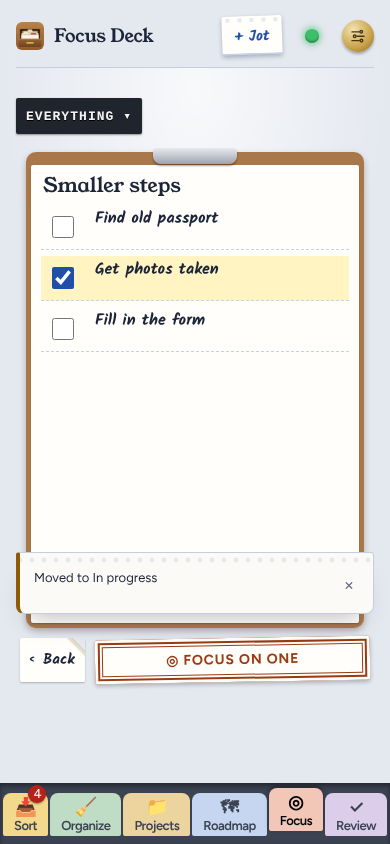 Focus Deck
+ Jot
EVERYTHING ▾
Smaller steps
Find old passport
Get photos taken
Fill in the form
Moved to In progress
×
‹ Back
◎ FOCUS ON ONE
4
Sort
Organize
Projects
Roadmap
Focus
Review